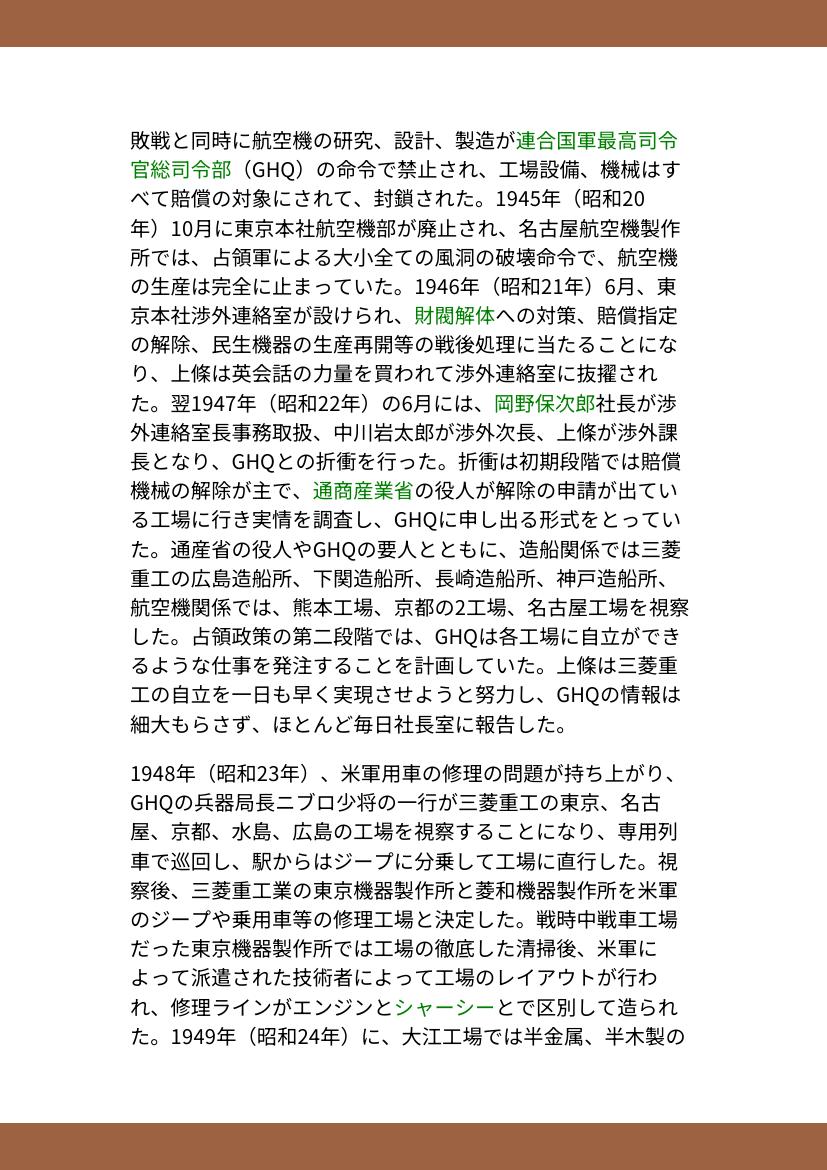 敗戦と同時に航空機の研究、設計、製造が連合国軍最高司令
官総司令部（GHQ）の命令で禁止され、工場設備、機械はす
べて賠償の対象にされて、封鎖された。1945年（昭和20
年）10月に東京本社航空機部が廃止され、名古屋航空機製作
所では、占領軍による大小全ての風洞の破壊命令で、航空機
の生産は完全に止まっていた。1946年（昭和21年）6月、東
京本社渉外連絡室が設けられ、財閥解体への対策、賠償指定
の解除、民生機器の生産再開等の戦後処理に当たることにな
り、上條は英会話の力量を買われて渉外連絡室に抜擢され
た。翌1947年（昭和22年）の6月には、岡野保次郎社長が渉
外連絡室長事務取扱、中川岩太郎が渉外次長、上條が渉外課
長となり、GHQとの折衝を行った。折衝は初期段階では賠償
機械の解除が主で、通商産業省の役人が解除の申請が出てい
る工場に行き実情を調査し、GHQに申し出る形式をとってい
た。通産省の役人やGHQの要人とともに、造船関係では三菱
重工の広島造船所、下関造船所、長崎造船所、神戸造船所、
航空機関係では、熊本工場、京都の2工場、名古屋工場を視察
した。占領政策の第二段階では、GHQは各工場に自立ができ
るような仕事を発注することを計画していた。上條は三菱重
工の自立を一日も早く実現させようと努力し、GHQの情報は
細大もらさず、ほとんど毎日社長室に報告した。
1948年（昭和23年）、米軍用車の修理の問題が持ち上がり、
GHQの兵器局長ニブロ少将の一行が三菱重工の東京、名古
屋、京都、水島、広島の工場を視察することになり、専用列
車で巡回し、駅からはジープに分乗して工場に直行した。視
察後、三菱重工業の東京機器製作所と菱和機器製作所を米軍
のジープや乗用車等の修理工場と決定した。戦時中戦車工場
だった東京機器製作所では工場の徹底した清掃後、米軍に
よって派遣された技術者によって工場のレイアウトが行わ
れ、修理ラインがエンジンとシャーシーとで区別して造られ
た。1949年（昭和24年）に、大江工場では半金属、半木製の